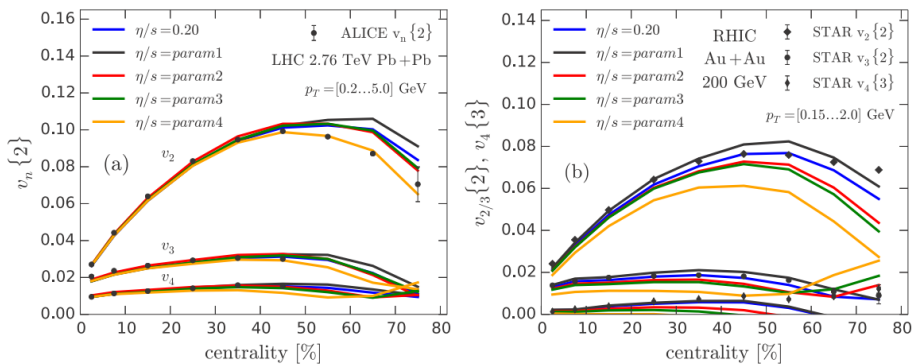 0.16
0.14
0.12
0.10
0.08
0.06
0.04
0.02
0.00
v_n{2}
η/s=0.20
η/s=param1
η/s=param2
η/s=param3
η/s=param4
ALICE v_n{2}
LHC 2.76 TeV Pb+Pb
p_T=[0.2…5.0] GeV
(a)
v_2
v_3
v_4
10 20 30 40 50 60 70 80
centrality [%]
0.14
0.12
0.10
0.08
0.06
0.04
0.02
0.00
v_{2/3}{2}, v_4{3}
η/s=0.20
η/s=param1
η/s=param2
η/s=param3
η/s=param4
RHIC
Au+Au
200 GeV
STAR v_2{2}
STAR v_3{2}
STAR v_4{3}
p_T=[0.15…2.0] GeV
(b)
10 20 30 40 50 60 70 80
centrality [%]